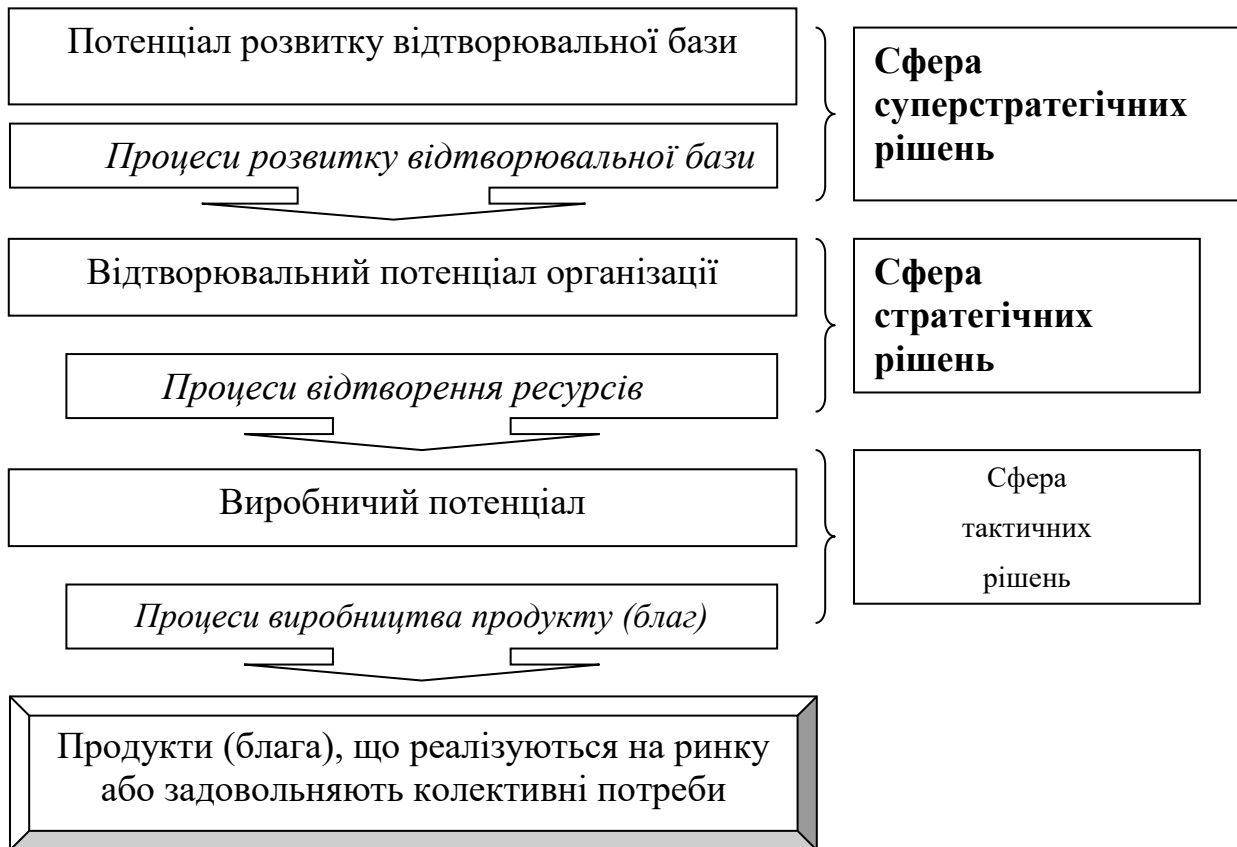 Потенціал розвитку відтворювальної бази
Процеси розвитку відтворювальної бази
Сфера
суперстратегічних
рішень
Відтворювальний потенціал організації
Процеси відтворення ресурсів
Сфера
стратегічних
рішень
Виробничий потенціал
Процеси виробництва продукту (благ)
Сфера
тактичних
рішень
Продукти (блага), що реалізуються на ринку
або задовольняють колективні потреби